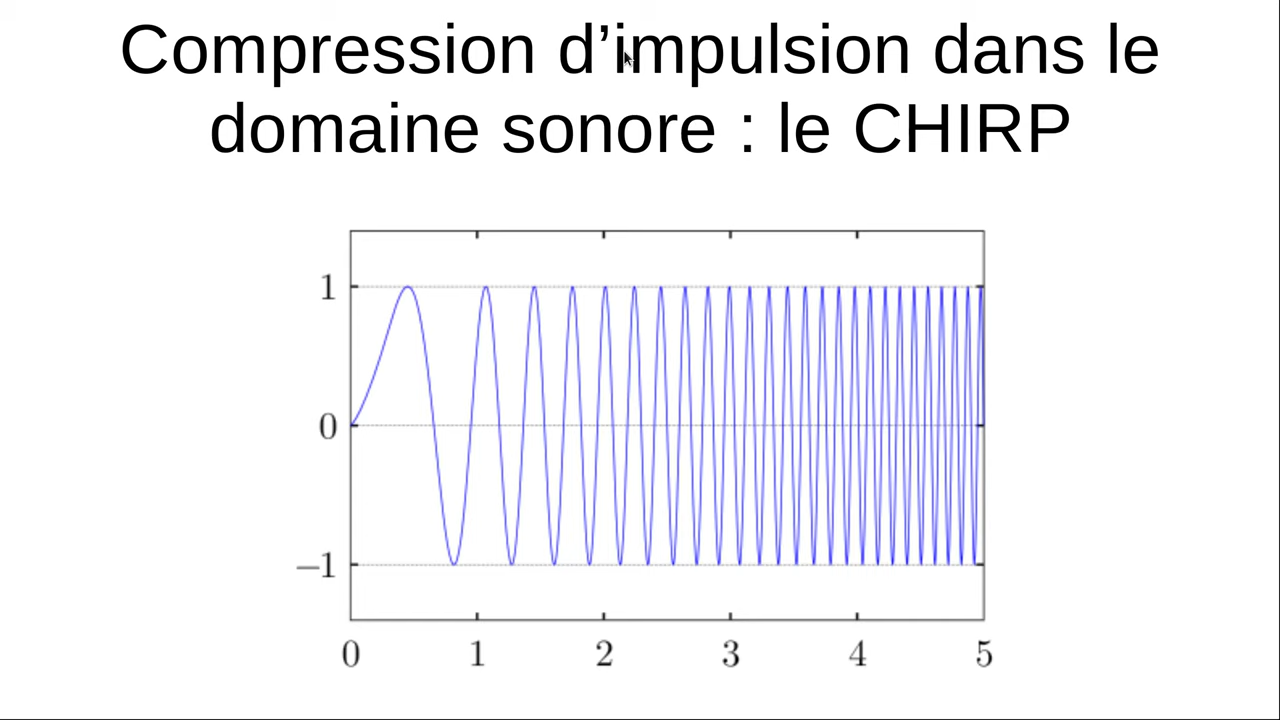 Compression d’impulsion dans le
domaine sonore : le CHIRP
1
0
−1
0 1 2 3 4 5